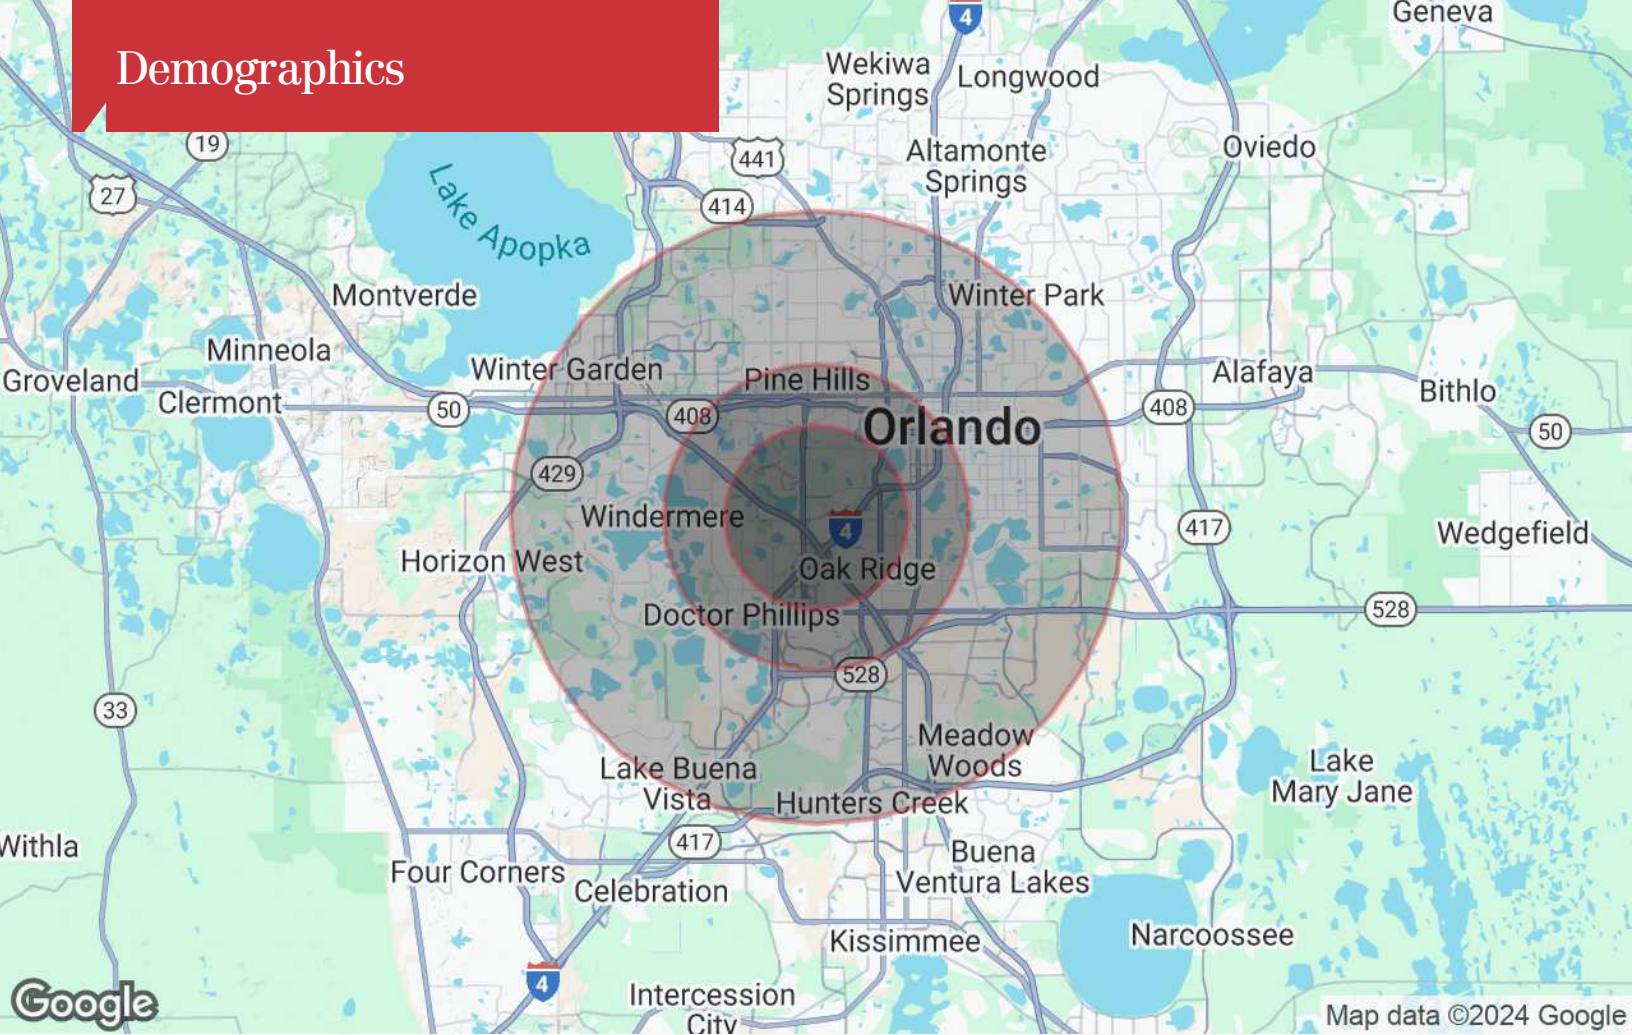 Demographics
4
Geneva
Wekiwa
Springs
Longwood
19
441
Altamonte
Springs
Oviedo
27
Lake Apopka
414
Montverde
Winter Park
Minneola
Winter Garden
Pine Hills
Alafaya
Groveland
Clermont
50
408
Orlando
408
Bithlo
50
429
Windermere
4
417
Wedgefield
Horizon West
Oak Ridge
Doctor Phillips
528
528
33
Meadow
Woods
Lake Buena
Vista
Hunters Creek
Lake
Mary Jane
Withla
417
Four Corners
Celebration
Buena
Ventura Lakes
Kissimmee
Narcoossee
4
Intercession
City
Google
Map data ©2024 Google